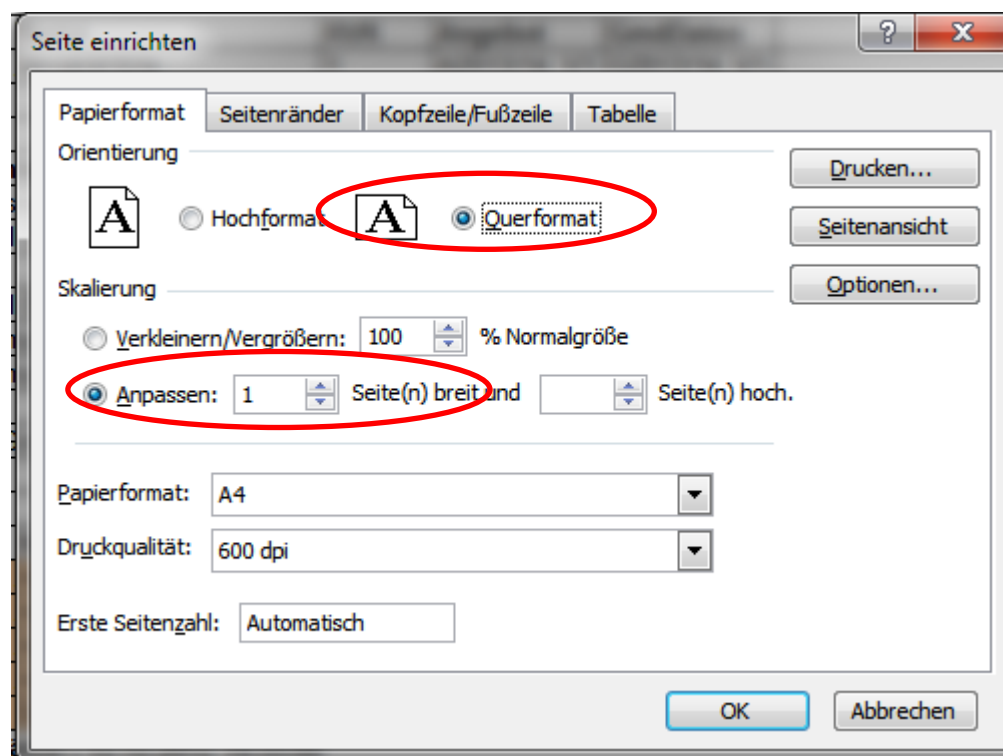 Seite einrichten
Papierformat Seitenränder Kopfzeile/Fußzeile Tabelle
Orientierung
Drucken...
A Hochformat A Querformat
Seitenansicht
Skalierung
Optionen...
Verkleinern/Vergrößern: 100 % Normalgröße
Anpassen: 1 Seite(n) breit und Seite(n) hoch.
Papierformat: A4
Druckqualität: 600 dpi
Erste Seitenzahl: Automatisch
OK Abbrechen